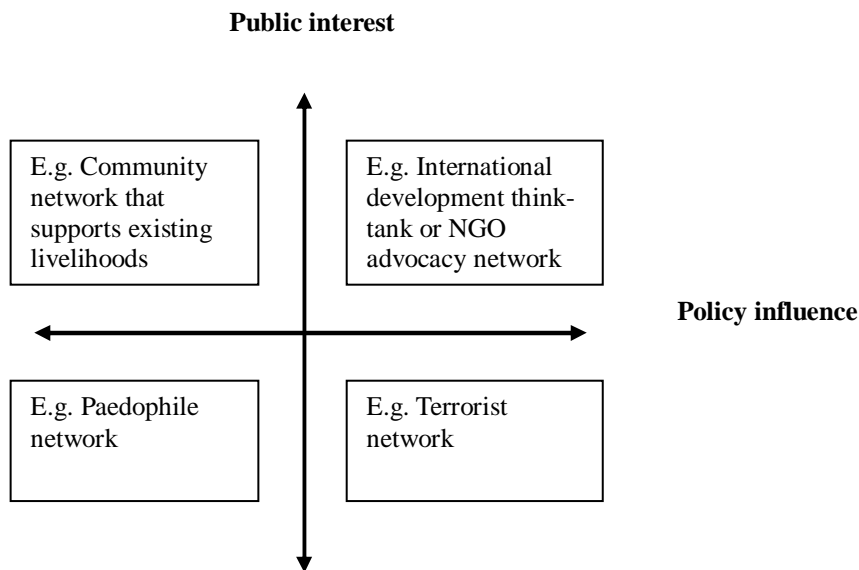 Public interest
E.g. Community
network that
supports existing
livelihoods
E.g. International
development think-
tank or NGO
advocacy network
Policy influence
E.g. Paedophile
network
E.g. Terrorist
network